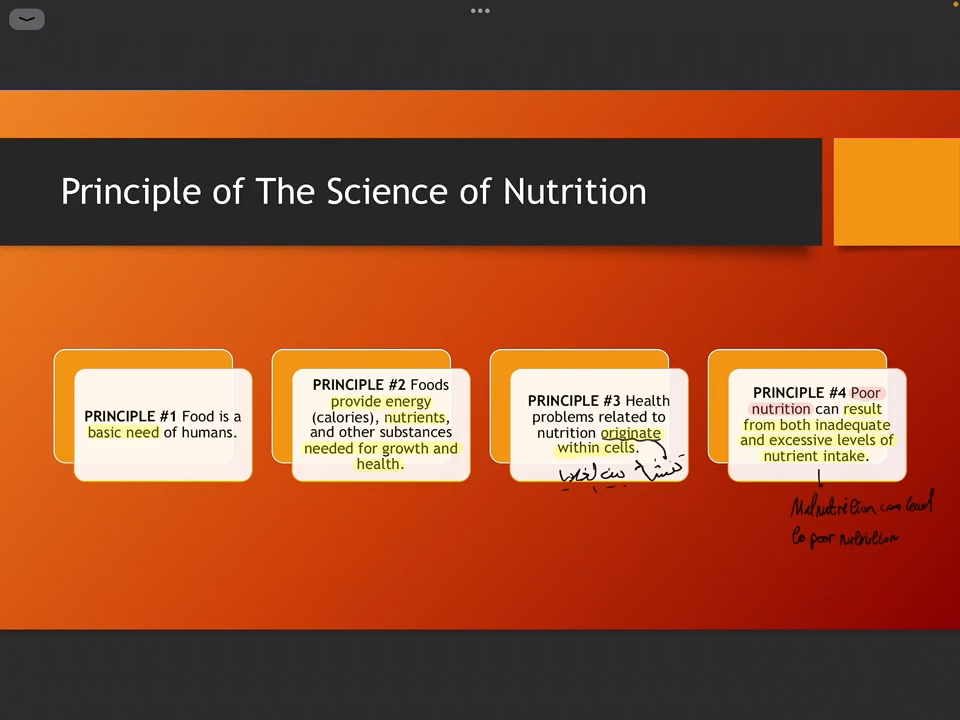 Principle of The Science of Nutrition
PRINCIPLE #1 Food is a
basic need of humans.
PRINCIPLE #2 Foods
provide energy
(calories), nutrients,
and other substances
needed for growth and
health.
PRINCIPLE #3 Health
problems related to
nutrition originate
within cells.
تنشأ بين الخلايا
PRINCIPLE #4 Poor
nutrition can result
from both inadequate
and excessive levels of
nutrient intake.
Malnutrition can lead
to poor nutrition